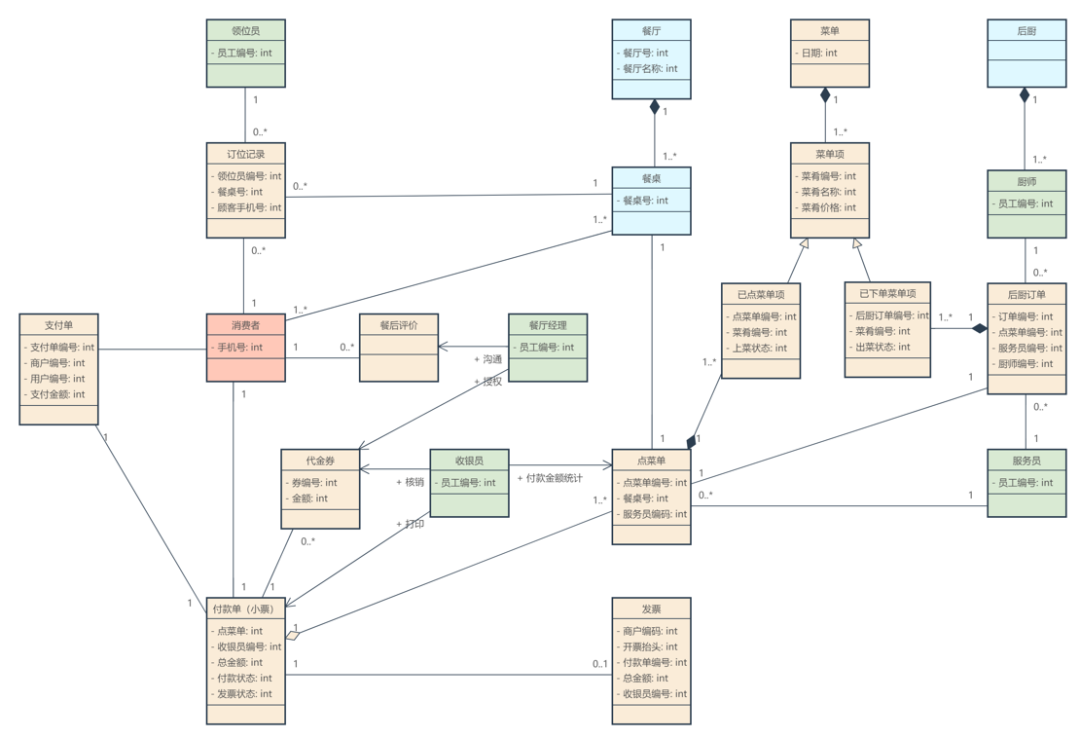 领位员
- 员工编号: int
餐厅
- 餐厅号: int
- 餐厅名称: int
菜单
- 日期: int
后厨
1
0..*
1
1..*
1
1..*
1
1..*
订位记录
- 领位员编号: int
- 餐桌号: int
- 顾客手机号: int
0..*
1
餐桌
- 餐桌号: int
菜单项
- 菜肴编号: int
- 菜肴名称: int
- 菜肴价格: int
厨师
- 员工编号: int
0..*
1
1..*
1..*
1
1
0..*
已点菜单项
- 点菜单编号: int
- 菜肴编号: int
- 上菜状态: int
已下单菜单项
- 后厨订单编号: int
- 菜肴编号: int
- 出菜状态: int
1..*
1
后厨订单
- 订单编号: int
- 点菜单编号: int
- 服务员编号: int
- 厨师编号: int
支付单
- 支付单编号: int
- 商户编号: int
- 用户编号: int
- 支付金额: int
消费者
- 手机号: int
1
0..*
餐后评价
餐厅经理
- 员工编号: int
+ 沟通
+ 授权
1..*
1
1
0..*
1
1
1
代金券
- 券编号: int
- 金额: int
收银员
- 员工编号: int
+ 核销
+ 付款金额统计
+ 打印
点菜单
- 点菜单编号: int
- 餐桌号: int
- 服务员编码: int
1..*
1
0..*
1
服务员
- 员工编号: int
0..*
1
1
1
付款单（小票）
- 点菜单: int
- 收银员编号: int
- 总金额: int
- 付款状态: int
- 发票状态: int
1
1
0..1
发票
- 商户编码: int
- 开票抬头: int
- 付款单编号: int
- 总金额: int
- 收银员编号: int